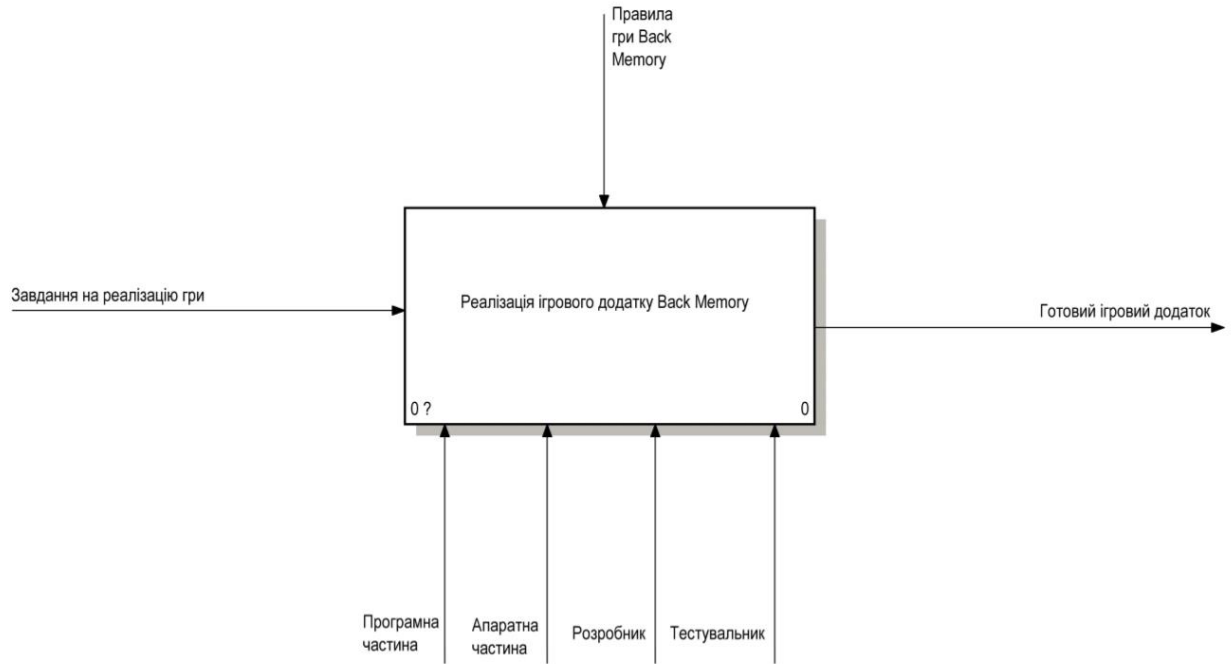 Правила
гри Back
Memory
Завдання на реалізацію гри
Реалізація ігрового додатку Back Memory
Готовий ігровий додаток
0 ?
0
Програмна
частина
Апаратна
частина
Розробник
Тестувальник